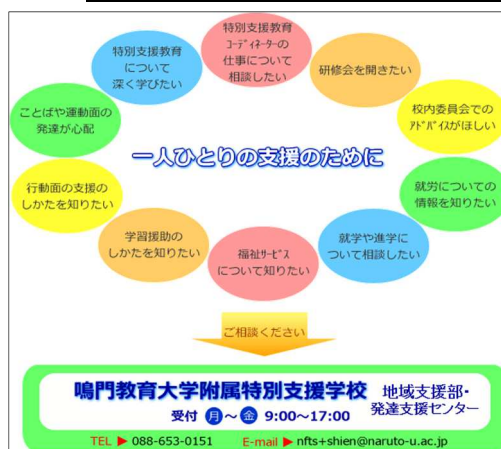 特別支援教育
コーディネーターの
仕事について
相談したい
特別支援教育
について
深く学びたい
研修会を開きたい
ことばや運動面の
発達が心配
校内委員会での
アドバイスがほしい
一人ひとりの支援のために
行動面の支援の
しかたを知りたい
就労についての
情報を知りたい
学習援助の
しかたを知りたい
福祉サービス
について知りたい
就学や進学に
ついて相談したい
ご相談ください
鳴門教育大学附属特別支援学校
地域支援部・
発達支援センター
受付 月～金 9:00～17:00
TEL ▶ 088-653-0151 E-mail ▶ nfts+shien@naruto-u.ac.jp